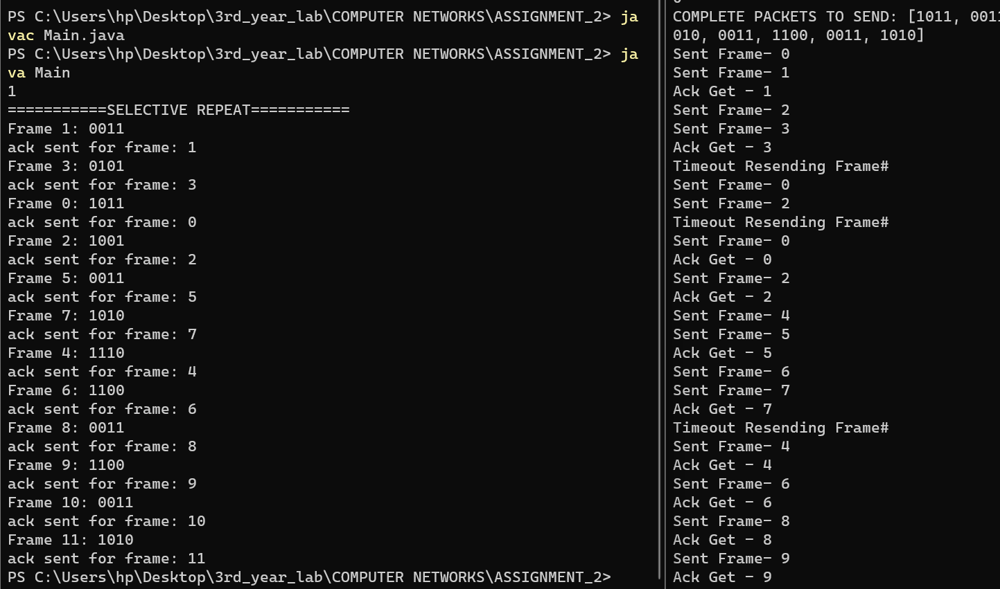 PS C:\Users\hp\Desktop\3rd_year_lab\COMPUTER NETWORKS\ASSIGNMENT_2> ja
vac Main.java
PS C:\Users\hp\Desktop\3rd_year_lab\COMPUTER NETWORKS\ASSIGNMENT_2> ja
va Main
1
===========SELECTIVE REPEAT===========
Frame 1: 0011
ack sent for frame: 1
Frame 3: 0101
ack sent for frame: 3
Frame 0: 1011
ack sent for frame: 0
Frame 2: 1001
ack sent for frame: 2
Frame 5: 0011
ack sent for frame: 5
Frame 7: 1010
ack sent for frame: 7
Frame 4: 1110
ack sent for frame: 4
Frame 6: 1100
ack sent for frame: 6
Frame 8: 0011
ack sent for frame: 8
Frame 9: 1100
ack sent for frame: 9
Frame 10: 0011
ack sent for frame: 10
Frame 11: 1010
ack sent for frame: 11
PS C:\Users\hp\Desktop\3rd_year_lab\COMPUTER NETWORKS\ASSIGNMENT_2>
COMPLETE PACKETS TO SEND: [1011, 0011
010, 0011, 1100, 0011, 1010]
Sent Frame- 0
Sent Frame- 1
Ack Get - 1
Sent Frame- 2
Sent Frame- 3
Ack Get - 3
Timeout Resending Frame#
Sent Frame- 0
Sent Frame- 2
Timeout Resending Frame#
Sent Frame- 0
Ack Get - 0
Sent Frame- 2
Ack Get - 2
Sent Frame- 4
Sent Frame- 5
Ack Get - 5
Sent Frame- 6
Sent Frame- 7
Ack Get - 7
Timeout Resending Frame#
Sent Frame- 4
Ack Get - 4
Sent Frame- 6
Ack Get - 6
Sent Frame- 8
Ack Get - 8
Sent Frame- 9
Ack Get - 9